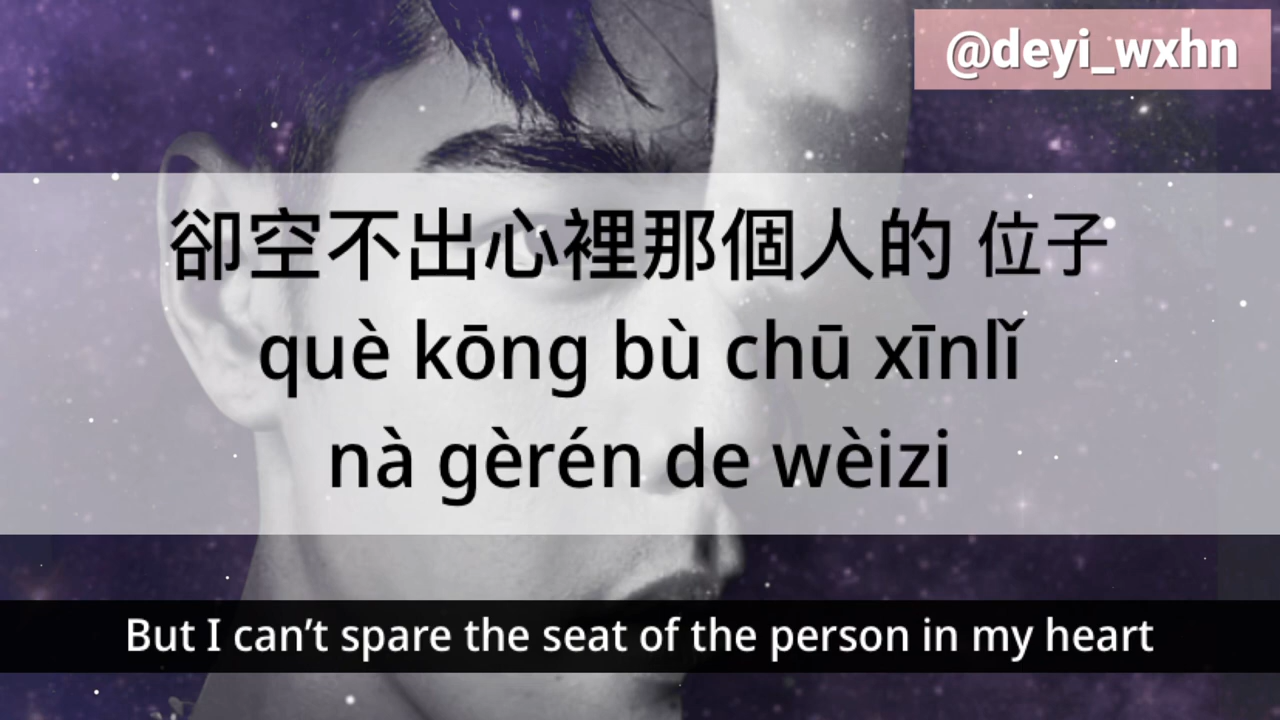 @deyi_wxhn
卻空不出心裡那個人的 位子
què kōng bù chū xīnlǐ
nà gèrén de wèizi
But I can’t spare the seat of the person in my heart